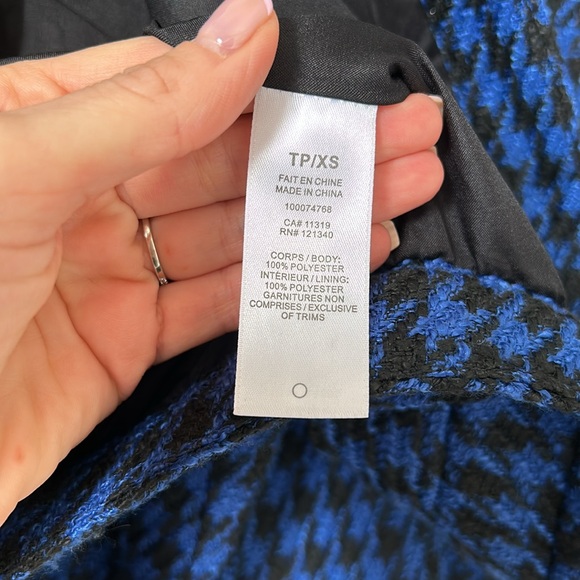 TP/XS
FAIT EN CHINE
MADE IN CHINA
100074768
CA# 11319
RN# 121340
CORPS / BODY:
100% POLYESTER
INTÉRIEUR / LINING:
100% POLYESTER
GARNITURES NON
COMPRISES / EXCLUSIVE
OF TRIMS